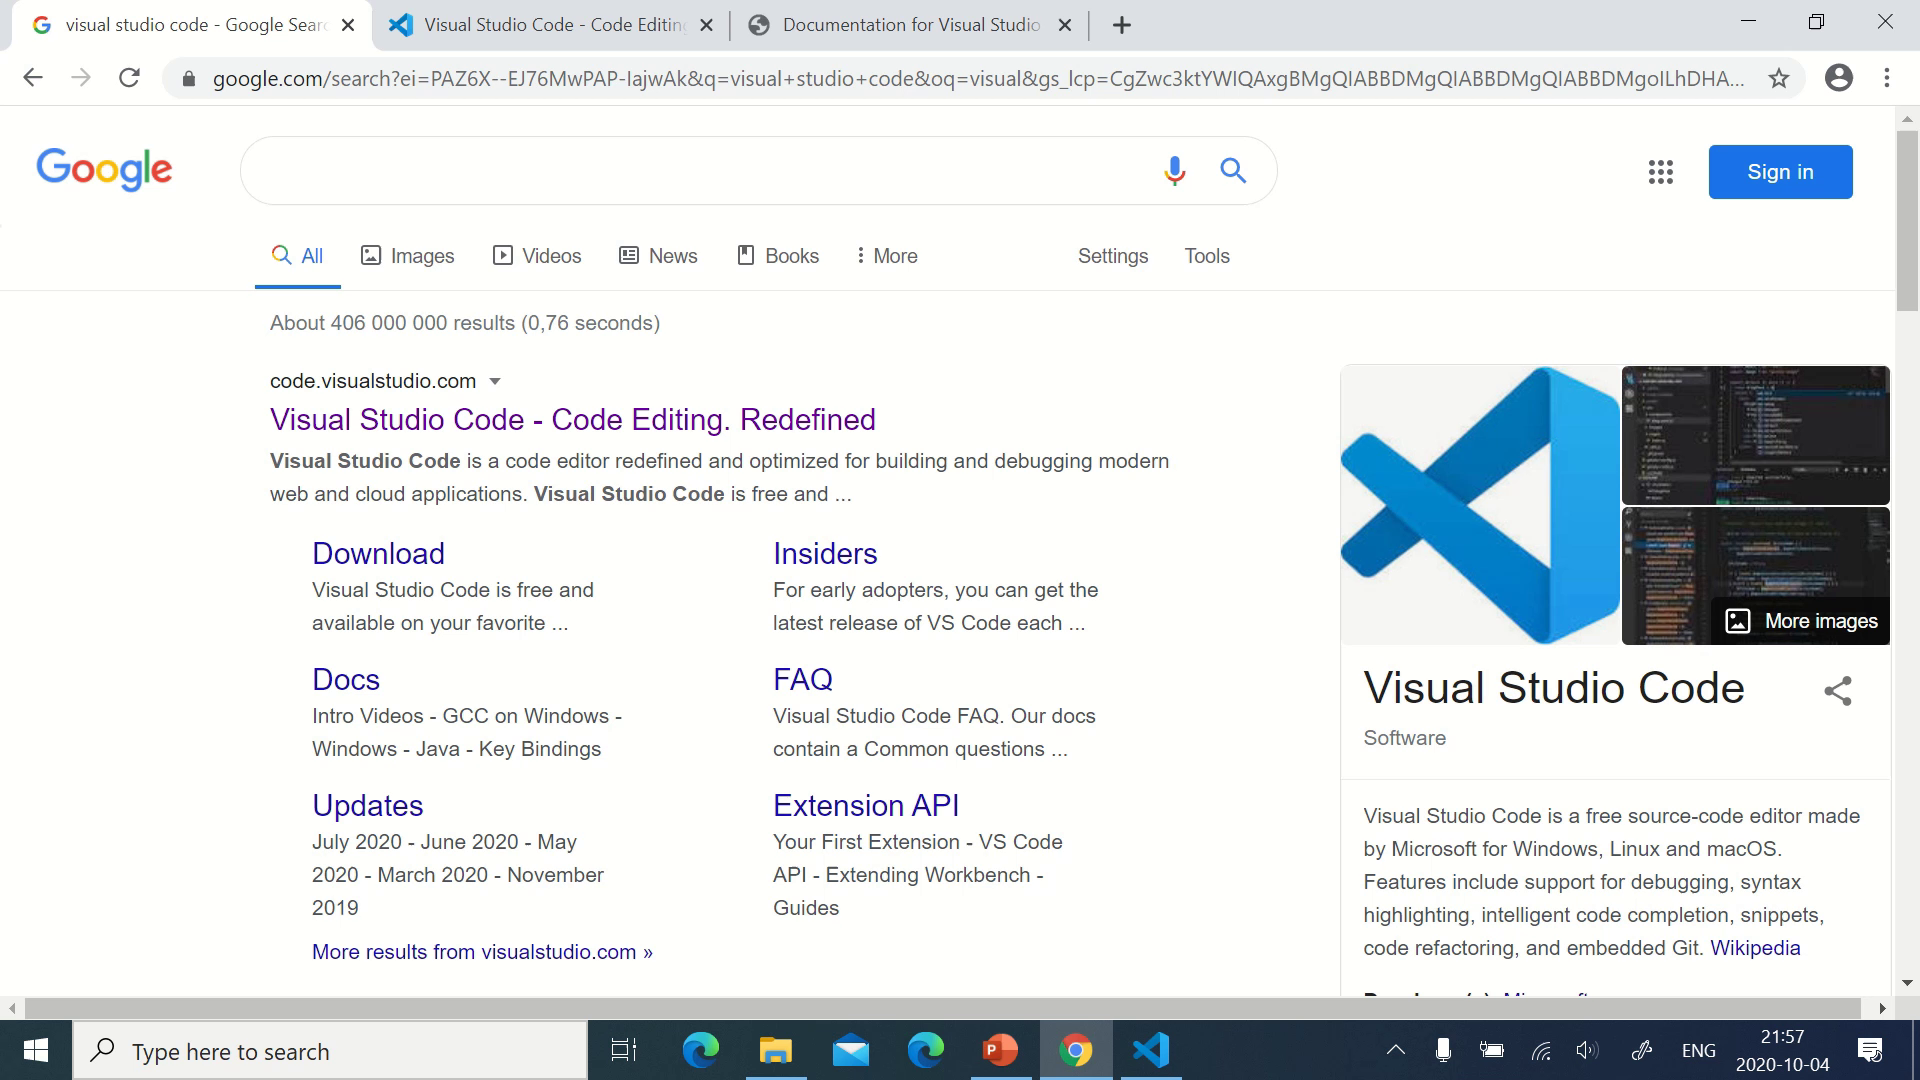 visual studio code - Google Sear
Visual Studio Code - Code Editing
Documentation for Visual Studio
google.com/search?ei=PAZ6X--EJ76MwPAP-IajwAk&q=visual+studio+code&oq=visual&gs_lcp=CgZwc3ktYWIQAxgBMgQIABBDMgQIABBDMgQIABBDMgoILhDHA...
Google
Sign in
All
Images
Videos
News
Books
More
Settings
Tools
About 406 000 000 results (0,76 seconds)
code.visualstudio.com
Visual Studio Code - Code Editing. Redefined
Visual Studio Code is a code editor redefined and optimized for building and debugging modern
web and cloud applications. Visual Studio Code is free and ...
Download
Visual Studio Code is free and
available on your favorite ...
Insiders
For early adopters, you can get the
latest release of VS Code each ...
Docs
Intro Videos - GCC on Windows -
Windows - Java - Key Bindings
FAQ
Visual Studio Code FAQ. Our docs
contain a Common questions ...
Updates
July 2020 - June 2020 - May
2020 - March 2020 - November
2019
Extension API
Your First Extension - VS Code
API - Extending Workbench -
Guides
More results from visualstudio.com »
More images
Visual Studio Code
Software
Visual Studio Code is a free source-code editor made
by Microsoft for Windows, Linux and macOS.
Features include support for debugging, syntax
highlighting, intelligent code completion, snippets,
code refactoring, and embedded Git. Wikipedia
Type here to search
ENG
21:57
2020-10-04